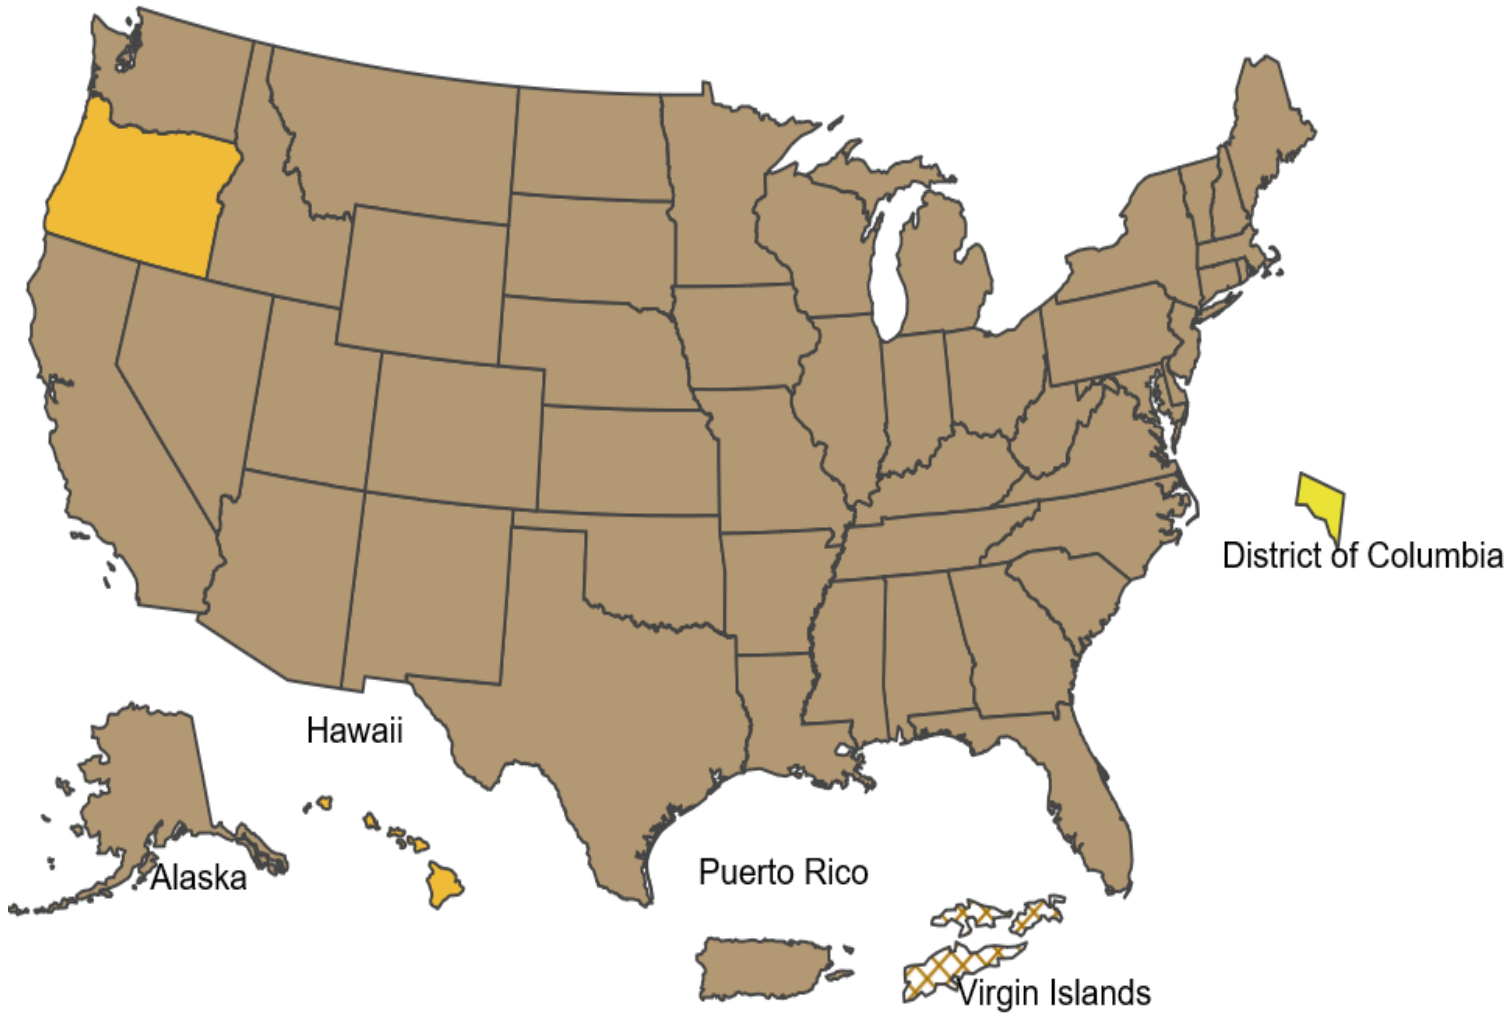 District of Columbia
Hawaii
Alaska
Puerto Rico
Virgin Islands